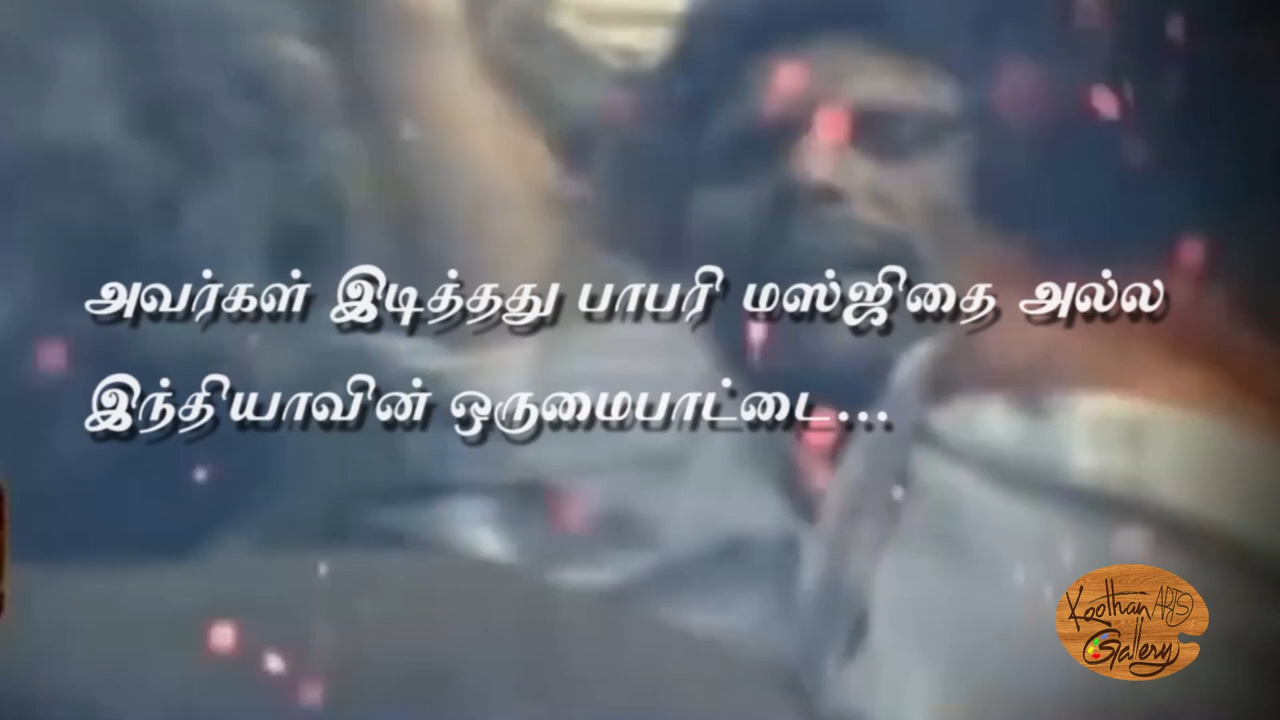 அவர்கள் இடித்தது பாபரி மஸ்ஜிதை அல்ல
இந்தியாவின் ஒருமைபாட்டை...
Koothan ARTS
Gallery